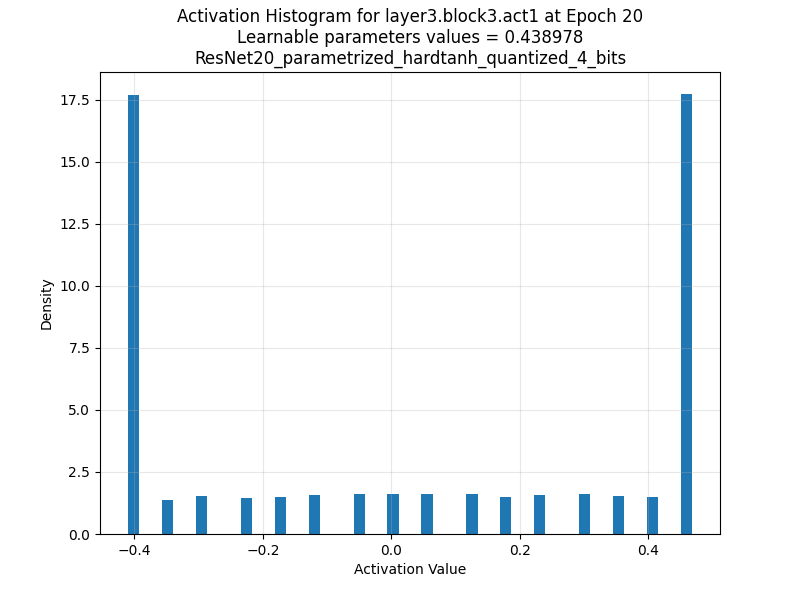 Activation Histogram for layer3.block3.act1 at Epoch 20
Learnable parameters values = 0.438978
ResNet20_parametrized_hardtanh_quantized_4_bits
17.5
15.0
12.5
10.0
7.5
5.0
2.5
0.0
Density
−0.4
−0.2
0.0
0.2
0.4
Activation Value